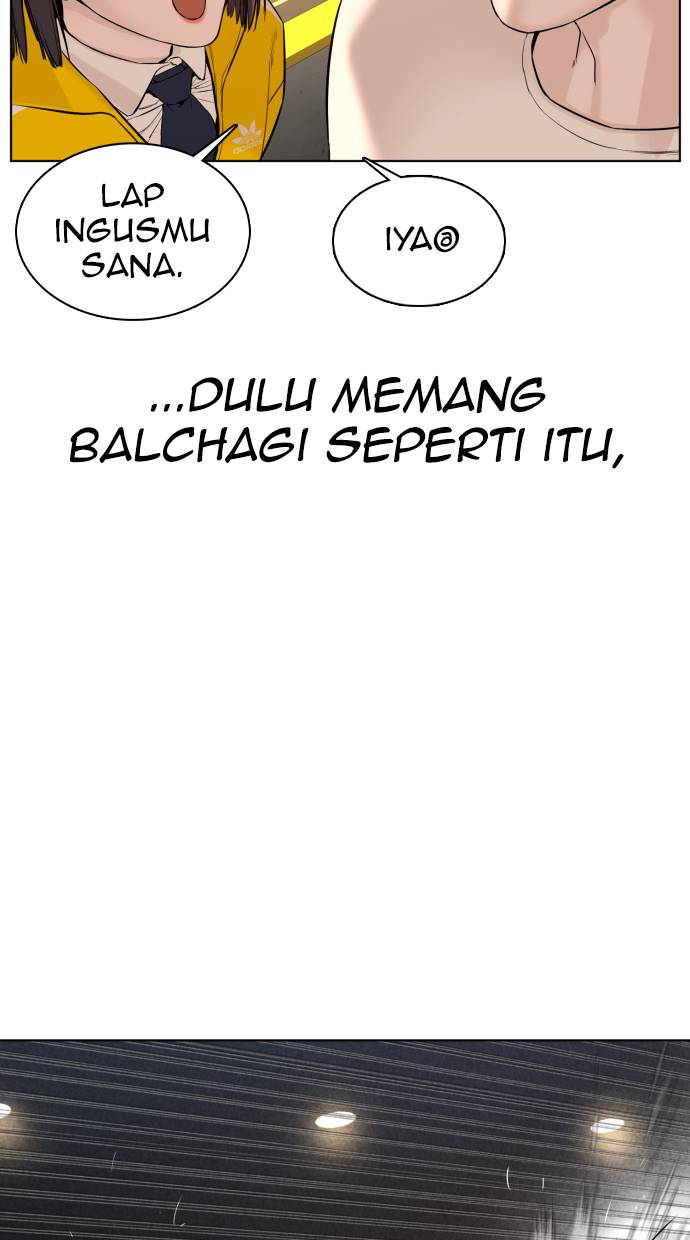 LAP
INGUSMU
SANA.
IYA@
...DULU MEMANG
BALCHAGI SEPERTI ITU,